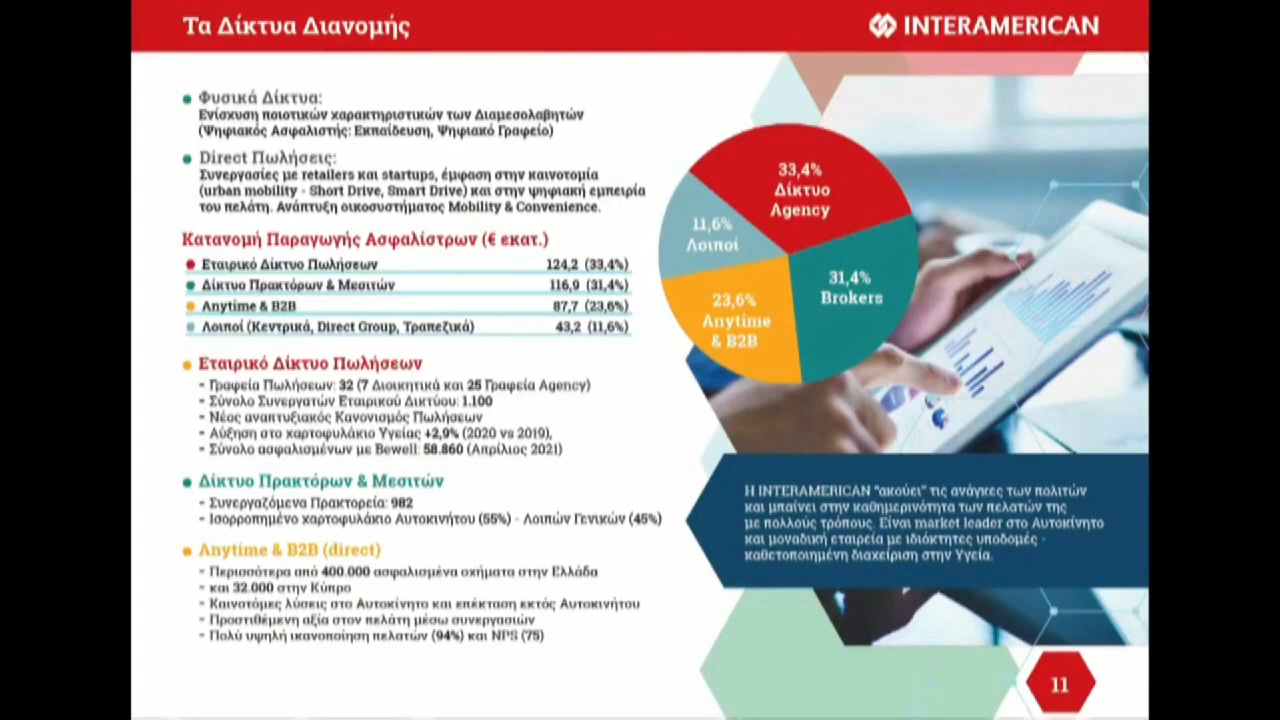 Τα Δίκτυα Διανομής
INTERAMERICAN
Φυσικά Δίκτυα:
Ενίσχυση ποιοτικών χαρακτηριστικών των Διαμεσολαβητών
(Ψηφιακός Ασφαλιστής: Εκπαίδευση, Ψηφιακό Γραφείο)
Direct Πωλήσεις:
Συνεργασίες με retailers και startups, έμφαση στην καινοτομία
(urban mobility - Short Drive, Smart Drive) και στην ψηφιακή εμπειρία
του πελάτη. Ανάπτυξη οικοσυστήματος Mobility & Convenience.
Κατανομή Παραγωγής Ασφαλίστρων (€ εκατ.)
Εταιρικό Δίκτυο Πωλήσεων 124,2 (33,4%)
Δίκτυο Πρακτόρων & Μεσιτών 116,9 (31,4%)
Anytime & B2B 87,7 (23,6%)
Λοιποί (Κεντρικά, Direct Group, Τραπεζικά) 43,2 (11,6%)
Εταιρικό Δίκτυο Πωλήσεων
- Γραφεία Πωλήσεων: 32 (7 Διοικητικά και 25 Γραφεία Agency)
- Σύνολο Συνεργατών Εταιρικού Δικτύου: 1.100
- Νέος αναπτυξιακός Κανονισμός Πωλήσεων
- Αύξηση στο χαρτοφυλάκιο Υγείας +2,9% (2020 vs 2019),
- Σύνολο ασφαλισμένων με Bewell: 58.860 (Απρίλιος 2021)
Δίκτυο Πρακτόρων & Μεσιτών
- Συνεργαζόμενα Πρακτορεία: 982
- Ισορροπημένο χαρτοφυλάκιο Αυτοκινήτου (55%) - Λοιπών Γενικών (45%)
Anytime & B2B (direct)
- Περισσότερα από 400.000 ασφαλισμένα οχήματα στην Ελλάδα
- και 32.000 στην Κύπρο
- Καινοτόμες λύσεις στο Αυτοκίνητο και επέκταση εκτός Αυτοκινήτου
- Προστιθέμενη αξία στον πελάτη μέσω συνεργασιών
- Πολύ υψηλή ικανοποίηση πελατών (94%) και NPS (75)
33,4%
Δίκτυο
Agency
11,6%
Λοιποί
31,4%
Brokers
23,6%
Anytime
& B2B
Η INTERAMERICAN "ακούει" τις ανάγκες των πολιτών
και μπαίνει στην καθημερινότητα των πελατών της
με πολλούς τρόπους. Είναι market leader στο Αυτοκίνητο
και μοναδική εταιρεία με ιδιόκτητες υποδομές -
καθετοποιημένη διαχείριση στην Υγεία.
11